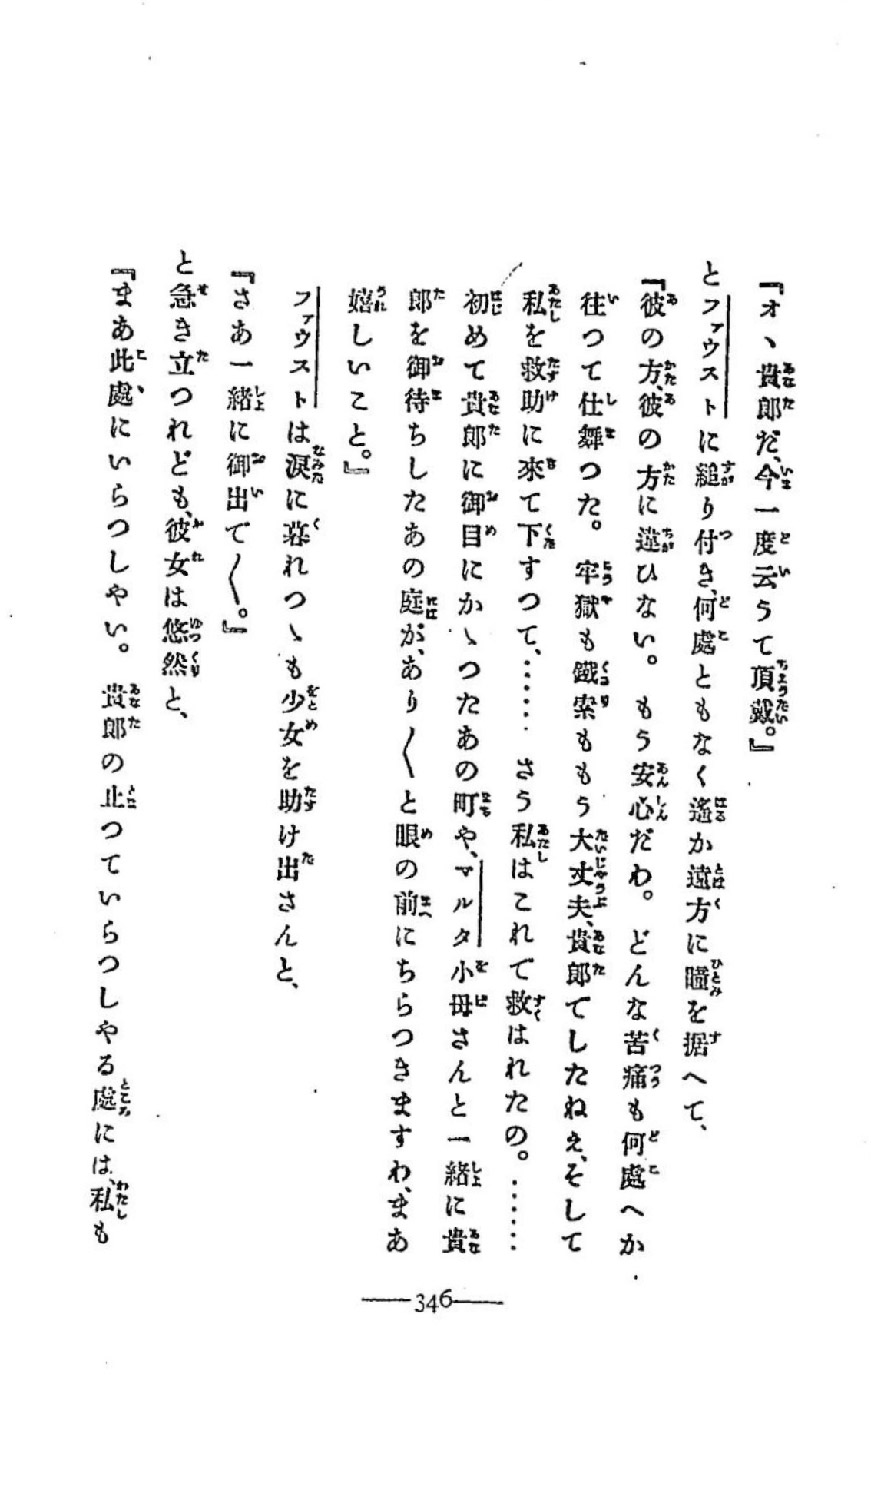 『オヽ貴郎だ、今一度云うて頂戴。』
とファウストに縋り付き、何處ともなく遙か遠方に瞳を据へて、
『彼の方彼の方に違ひない。もう安心だわ。どんな苦痛も何處へか
往つて仕舞つた。牢獄も鐵索ももう大丈夫、貴郎でしたねえ、そして
私を救助に來て下すつて、‥‥‥さう私はこれで救はれたの。‥‥‥
初めて貴郎に御目にかゝつたあの町や、マルタ小母さんと一緒に貴
郎を御待ちしたあの庭が、あり〱と眼の前にちらつきますわ、まあ
嬉しいこと。』
ファウストは涙に暮れつゝも少女を助け出さんと、
『さあ一緒に御出で〱。』
と急き立つれども、彼女は悠然と、
『まあ此處にいらつしやい。貴郎の止つていらつしやる處には、私も
346